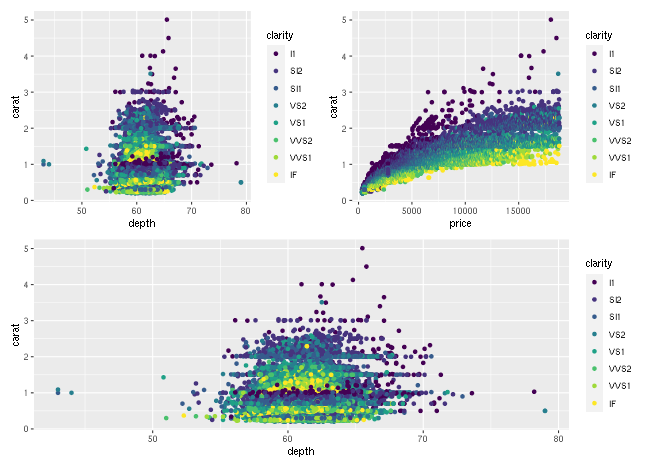 clarity
I1
SI2
SI1
VS2
VS1
VVS2
VVS1
IF
carat
5
4
3
2
1
0
50
60
70
80
depth
clarity
I1
SI2
SI1
VS2
VS1
VVS2
VVS1
IF
carat
5
4
3
2
1
0
0
5000
10000
15000
price
clarity
I1
SI2
SI1
VS2
VS1
VVS2
VVS1
IF
carat
5
4
3
2
1
0
50
60
70
80
depth